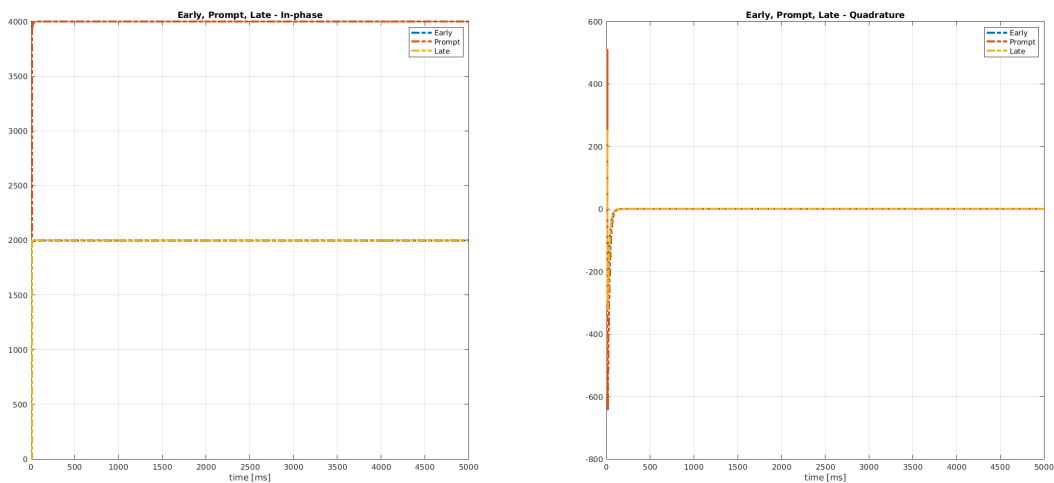 Early, Prompt, Late - In-phase
4000
3500
3000
2500
2000
1500
1000
500
0
0 500 1000 1500 2000 2500 3000 3500 4000 4500 5000
time [ms]
Early
Prompt
Late
Early, Prompt, Late - Quadrature
600
400
200
0
-200
-400
-600
-800
0 500 1000 1500 2000 2500 3000 3500 4000 4500 5000
time [ms]
Early
Prompt
Late